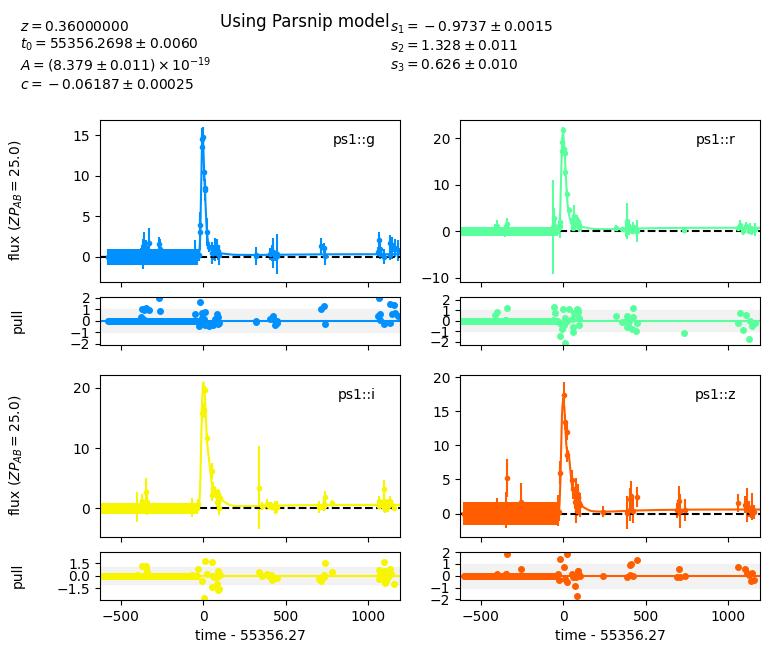 Using Parsnip model
z = 0.36000000
t₀ = 55356.2698 ± 0.0060
A = (8.379 ± 0.011) × 10⁻¹⁹
c = −0.06187 ± 0.00025
s₁ = −0.9737 ± 0.0015
s₂ = 1.328 ± 0.011
s₃ = 0.626 ± 0.010
flux (ZP_AB = 25.0)
15
10
5
0
ps1::g
20
10
0
−10
ps1::r
pull
2
1
0
−1
−2
2
1
0
−1
−2
flux (ZP_AB = 25.0)
20
10
0
ps1::i
20
15
10
5
0
ps1::z
pull
1.5
0.0
−1.5
2
1
0
−1
−2
−500 0 500 1000
−500 0 500 1000
time - 55356.27
time - 55356.27